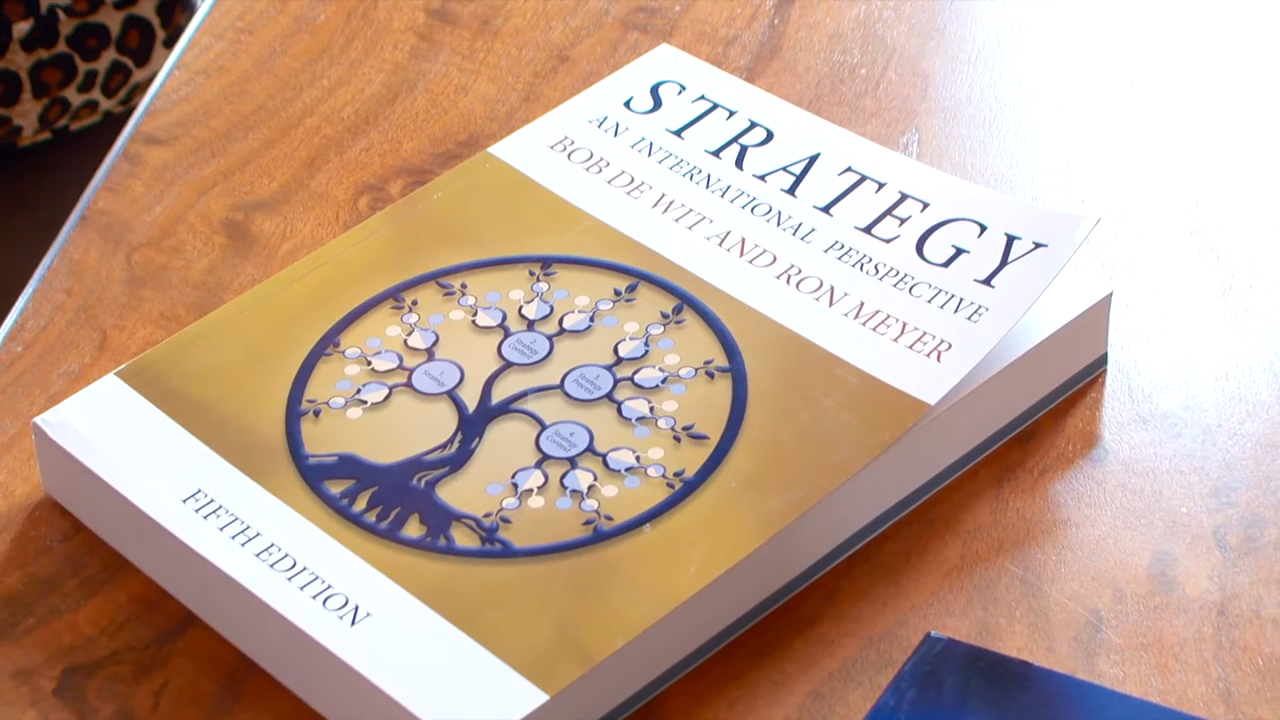 STRATEGY
AN INTERNATIONAL PERSPECTIVE
BOB DE WIT AND RON MEYER
2.
Strategy
Content
1.
Strategy
3.
Strategy
Process
4.
Strategy
Context
FIFTH EDITION